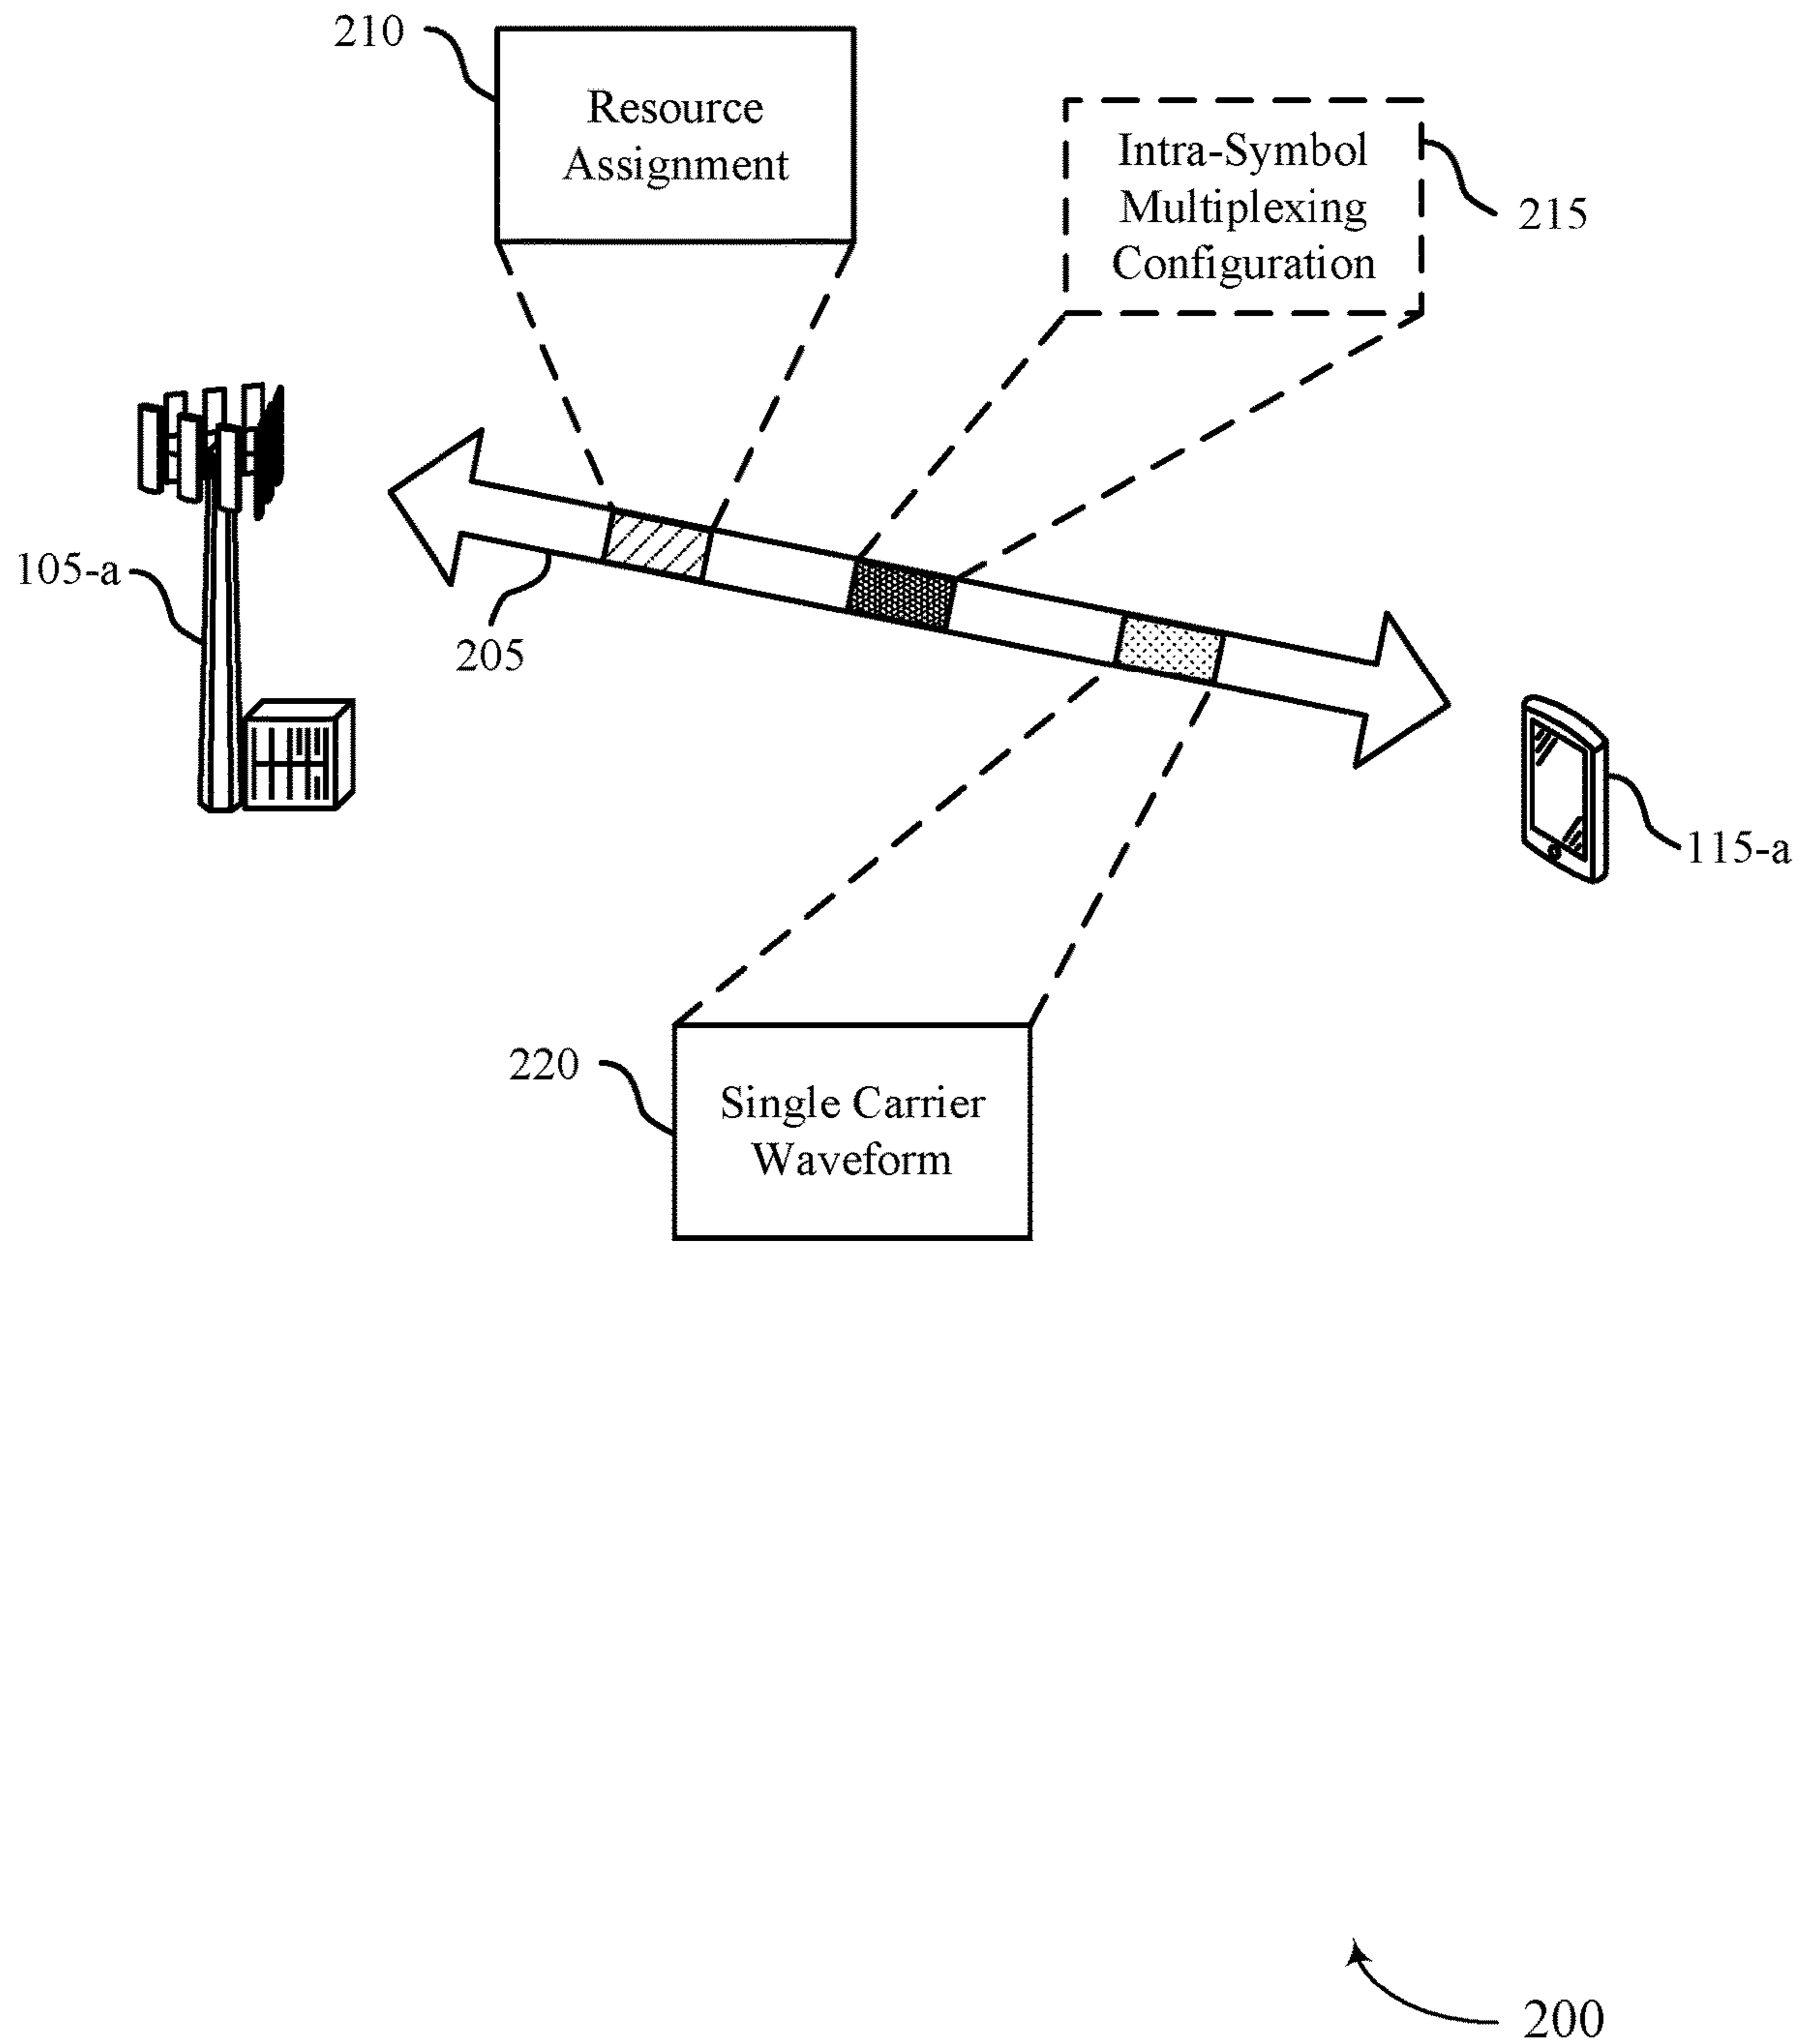 210
Resource
Assignment
Intra-Symbol
Multiplexing
Configuration
215
105-a
205
115-a
220
Single Carrier
Waveform
200